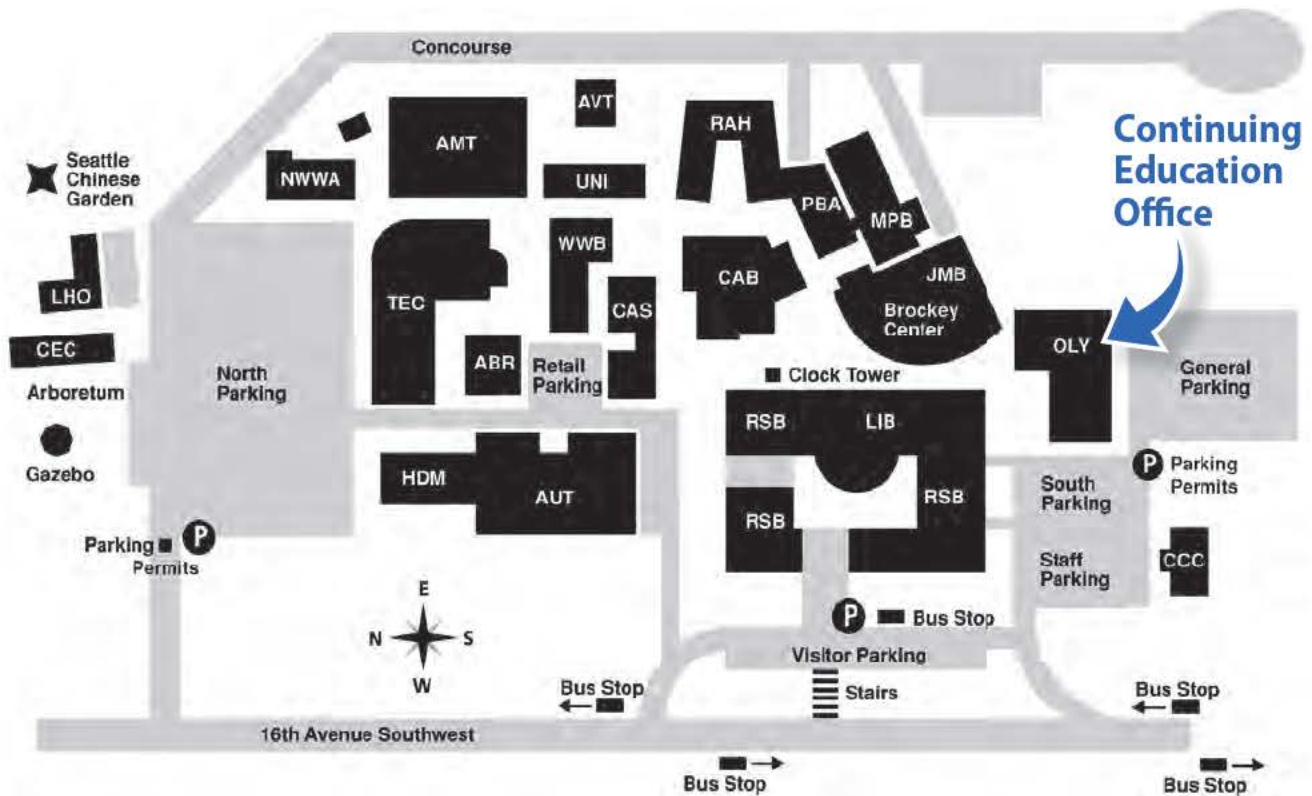 Concourse
AVT
RAH
AMT
Continuing
Education
Office
Seattle
Chinese
Garden
NWWA
UNI
PBA
MPB
WWB
LHO
TEC
CAS
CAB
JMB
Brockey
Center
CEC
ABR
Retail
Parking
OLY
North
Parking
General
Parking
Arboretum
Clock Tower
RSB
LIB
Gazebo
HDM
AUT
P
Parking
Permits
South
Parking
RSB
RSB
Parking
Permits
P
Staff
Parking
CCC
E
N
S
W
P
Bus Stop
Visitor Parking
Bus Stop
Stairs
Bus Stop
16th Avenue Southwest
Bus Stop
Bus Stop